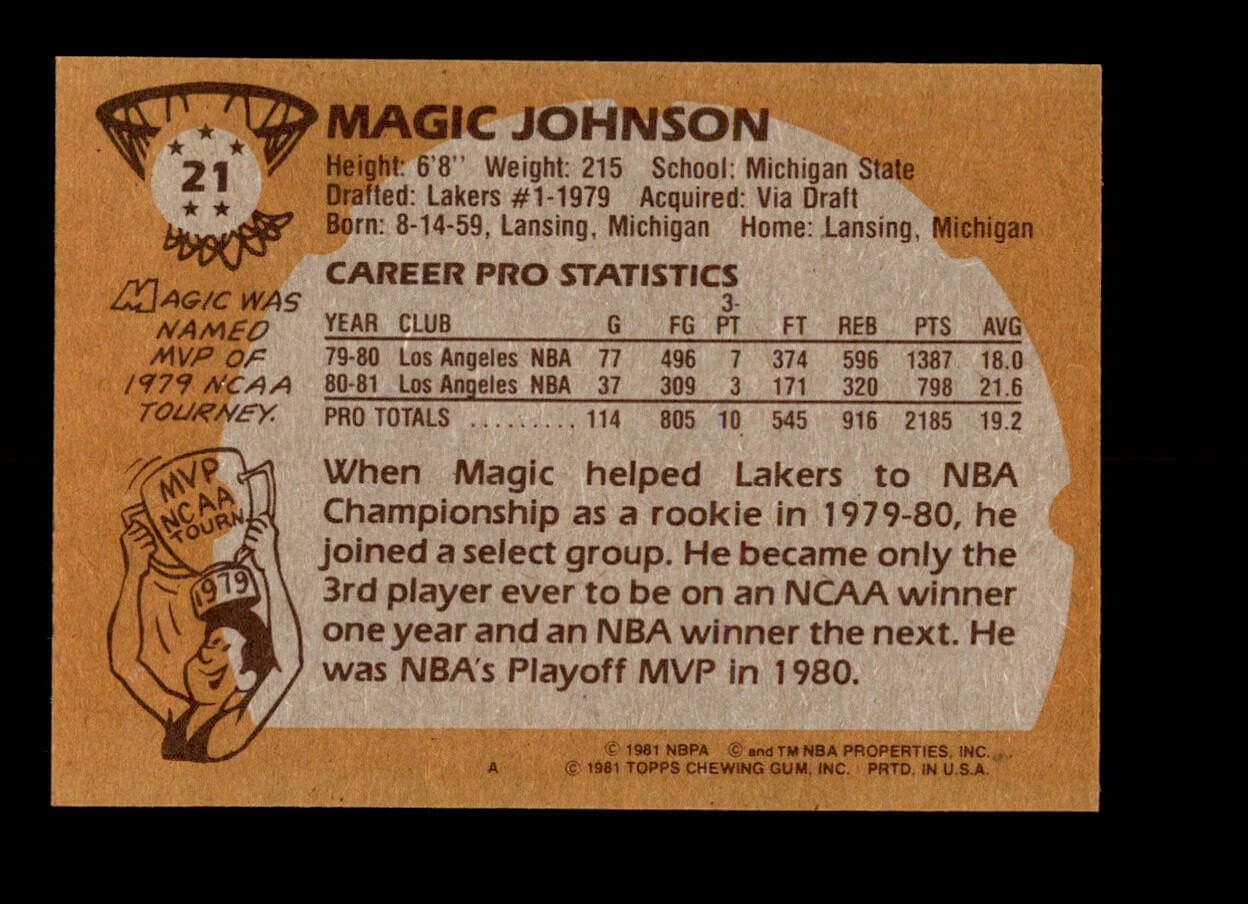 21
MAGIC JOHNSON
Height: 6'8'' Weight: 215 School: Michigan State
Drafted: Lakers #1-1979 Acquired: Via Draft
Born: 8-14-59, Lansing, Michigan Home: Lansing, Michigan
MAGIC WAS
NAMED
MVP OF
1979 NCAA
TOURNEY.
MVP
NCAA
TOURN.
1979
CAREER PRO STATISTICS
YEAR CLUB G FG 3-PT FT REB PTS AVG
79-80 Los Angeles NBA 77 496 7 374 596 1387 18.0
80-81 Los Angeles NBA 37 309 3 171 320 798 21.6
PRO TOTALS ......... 114 805 10 545 916 2185 19.2
When Magic helped Lakers to NBA
Championship as a rookie in 1979-80, he
joined a select group. He became only the
3rd player ever to be on an NCAA winner
one year and an NBA winner the next. He
was NBA's Playoff MVP in 1980.
© 1981 NBPA © and TM NBA PROPERTIES, INC.
A © 1981 TOPPS CHEWING GUM, INC. PRTD. IN U.S.A.